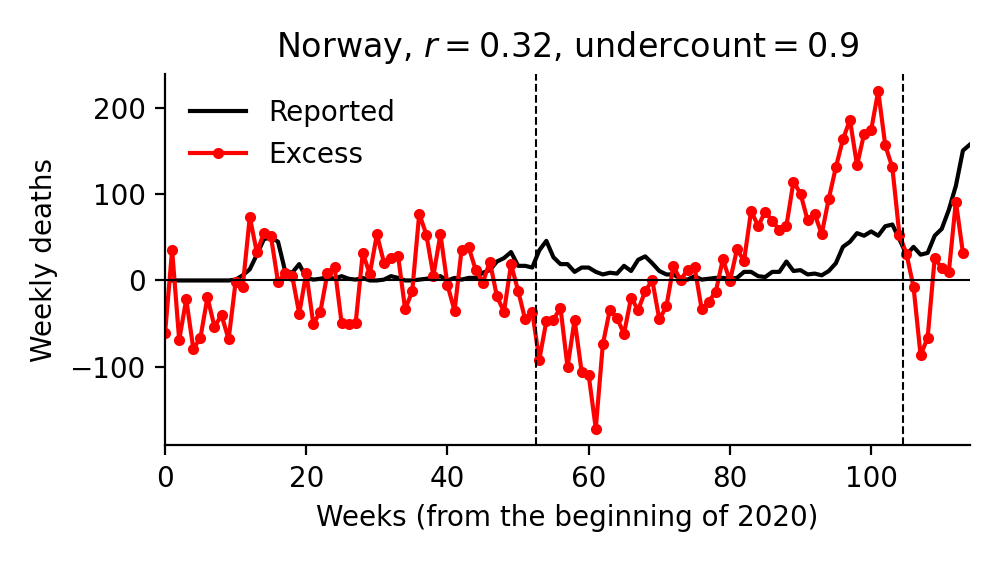 Norway, r = 0.32, undercount = 0.9
Reported
Excess
Weekly deaths
200
100
0
−100
0 20 40 60 80 100
Weeks (from the beginning of 2020)